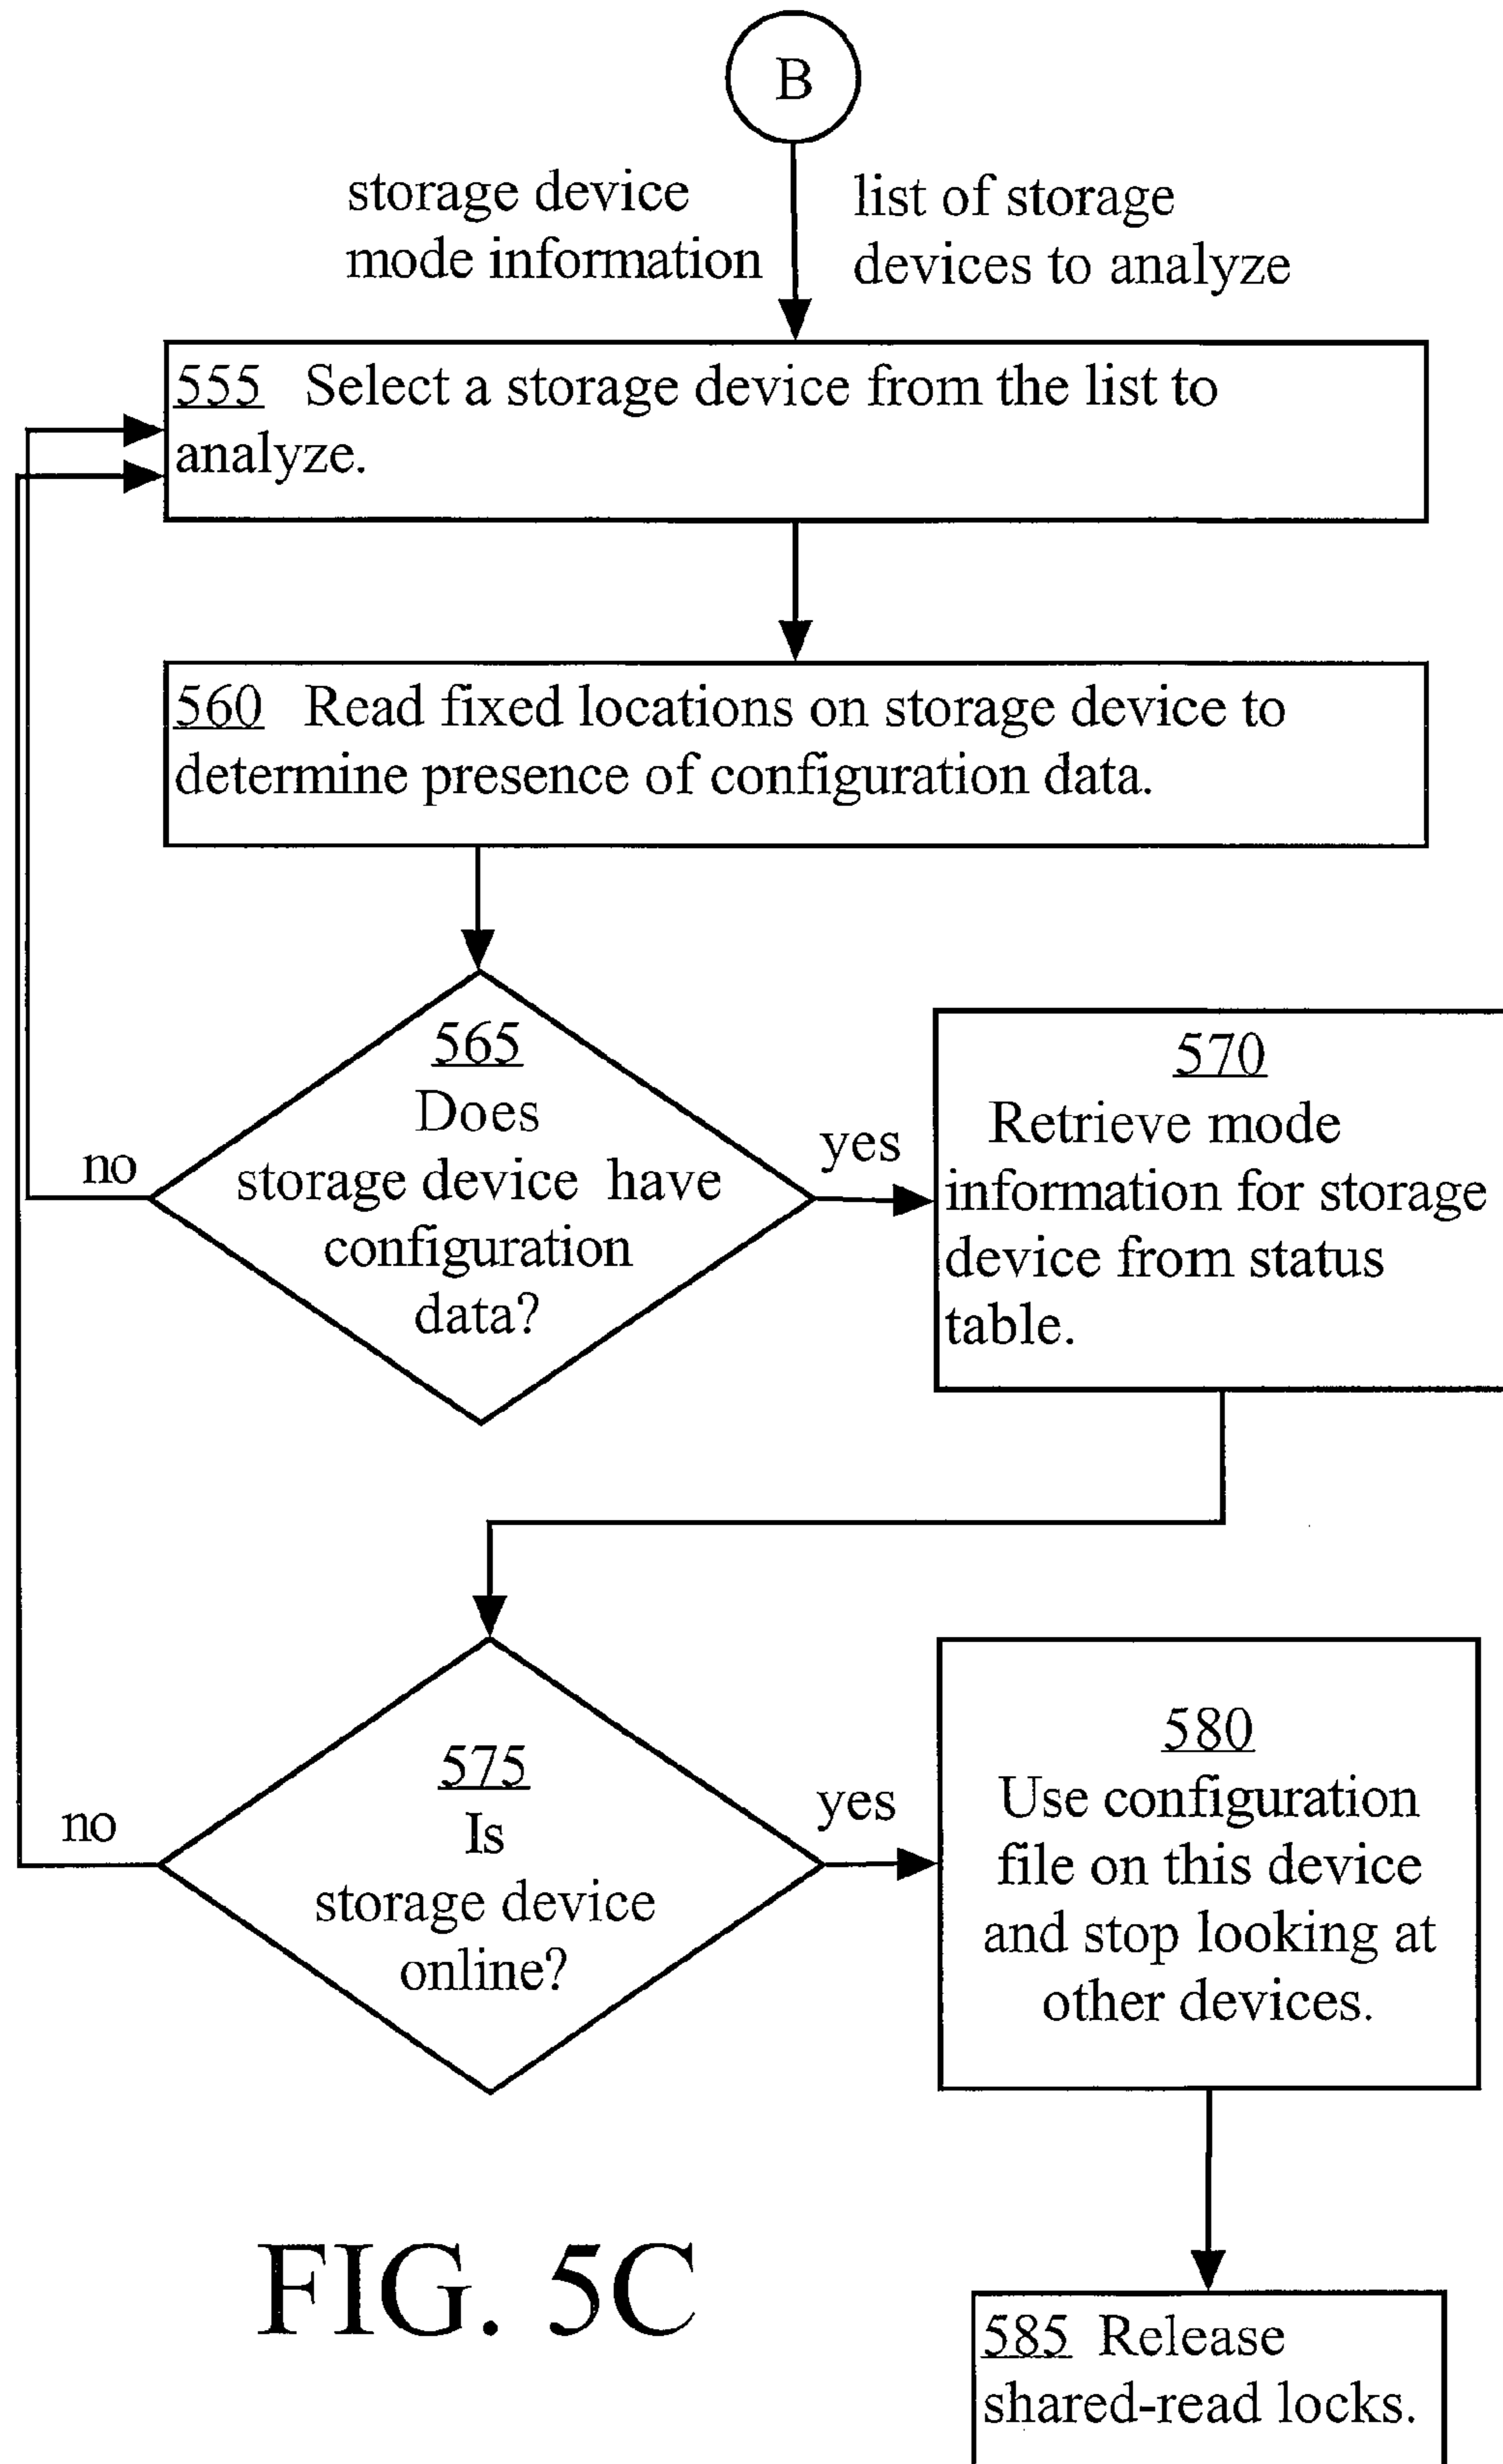 B
storage device
mode information
list of storage
devices to analyze
555 Select a storage device from the list to
analyze.
560 Read fixed locations on storage device to
determine presence of configuration data.
565
Does
storage device have
configuration
data?
no
yes
570
Retrieve mode
information for storage
device from status
table.
575
Is
storage device
online?
no
yes
580
Use configuration
file on this device
and stop looking at
other devices.
585 Release
shared-read locks.
FIG. 5C